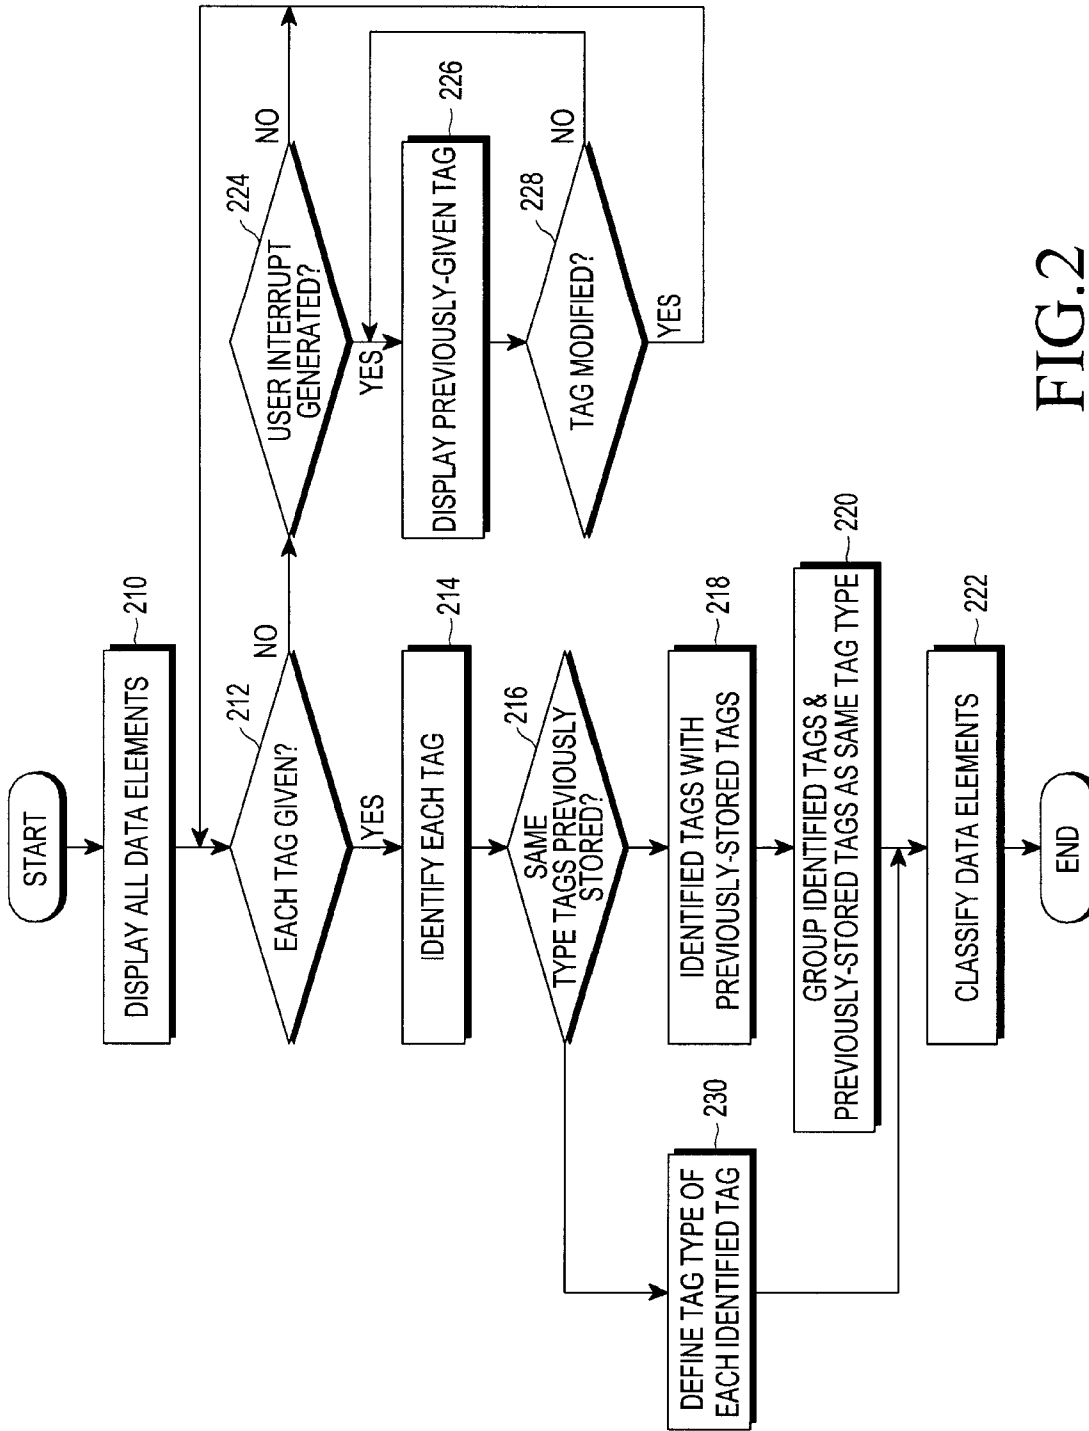 START
DISPLAY ALL DATA ELEMENTS
210
EACH TAG GIVEN?
212
NO
YES
USER INTERRUPT
GENERATED?
224
NO
YES
IDENTIFY EACH TAG
214
DISPLAY PREVIOUSLY-GIVEN TAG
226
SAME
TYPE TAGS PREVIOUSLY
STORED?
216
TAG MODIFIED?
228
NO
YES
DEFINE TAG TYPE OF
EACH IDENTIFIED TAG
230
IDENTIFIED TAGS WITH
PREVIOUSLY-STORED TAGS
218
GROUP IDENTIFIED TAGS &
PREVIOUSLY-STORED TAGS AS SAME TAG TYPE
220
CLASSIFY DATA ELEMENTS
222
END
FIG.2